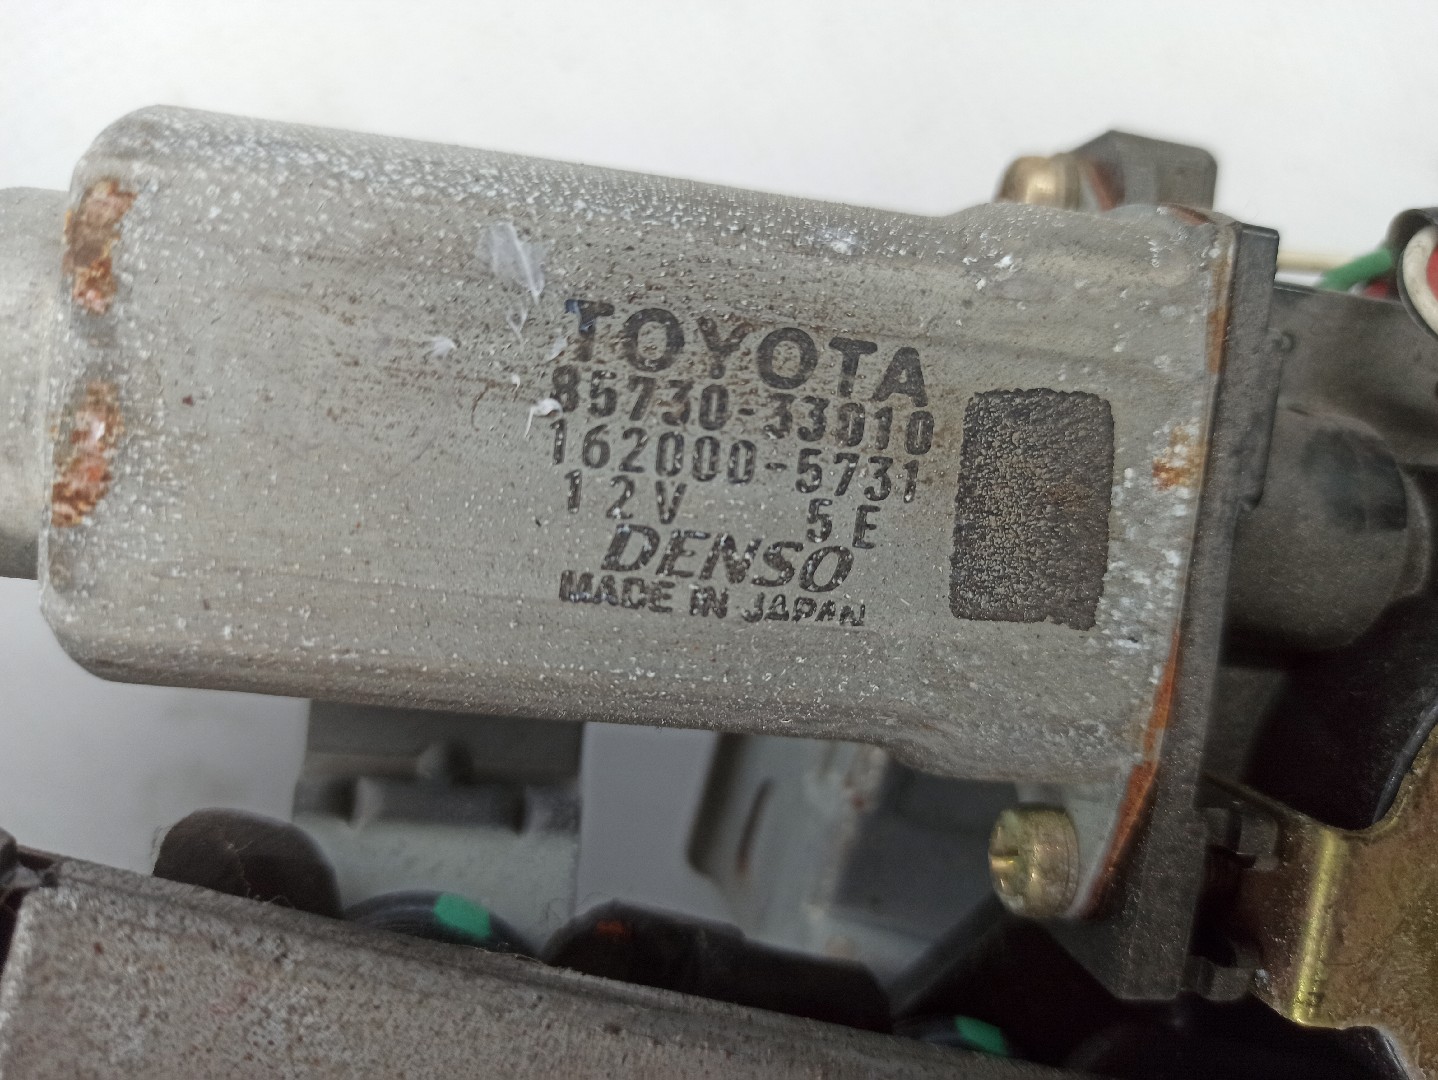 TOYOTA
85730-33010
162000-5731
12V 5E
DENSO
MADE IN JAPAN